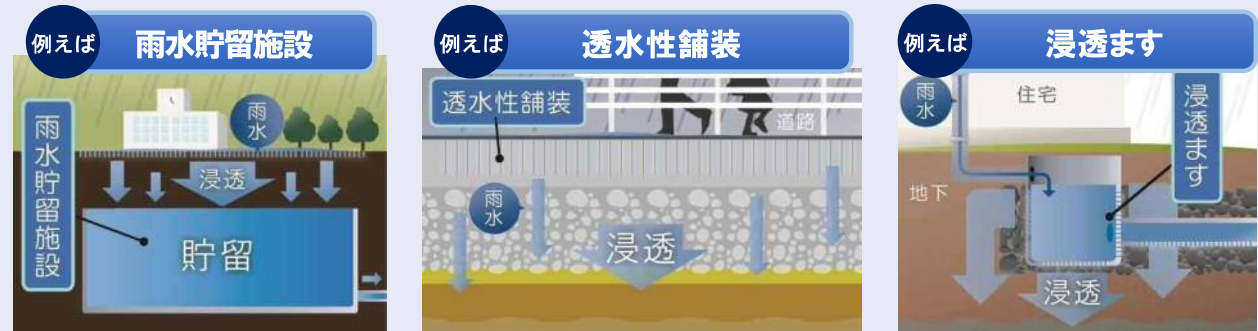 例えば
雨水貯留施設
雨水
雨水貯留施設
浸透
貯留
例えば
透水性舗装
透水性舗装
道路
雨水
浸透
例えば
浸透ます
雨水
住宅
浸透ます
地下
浸透